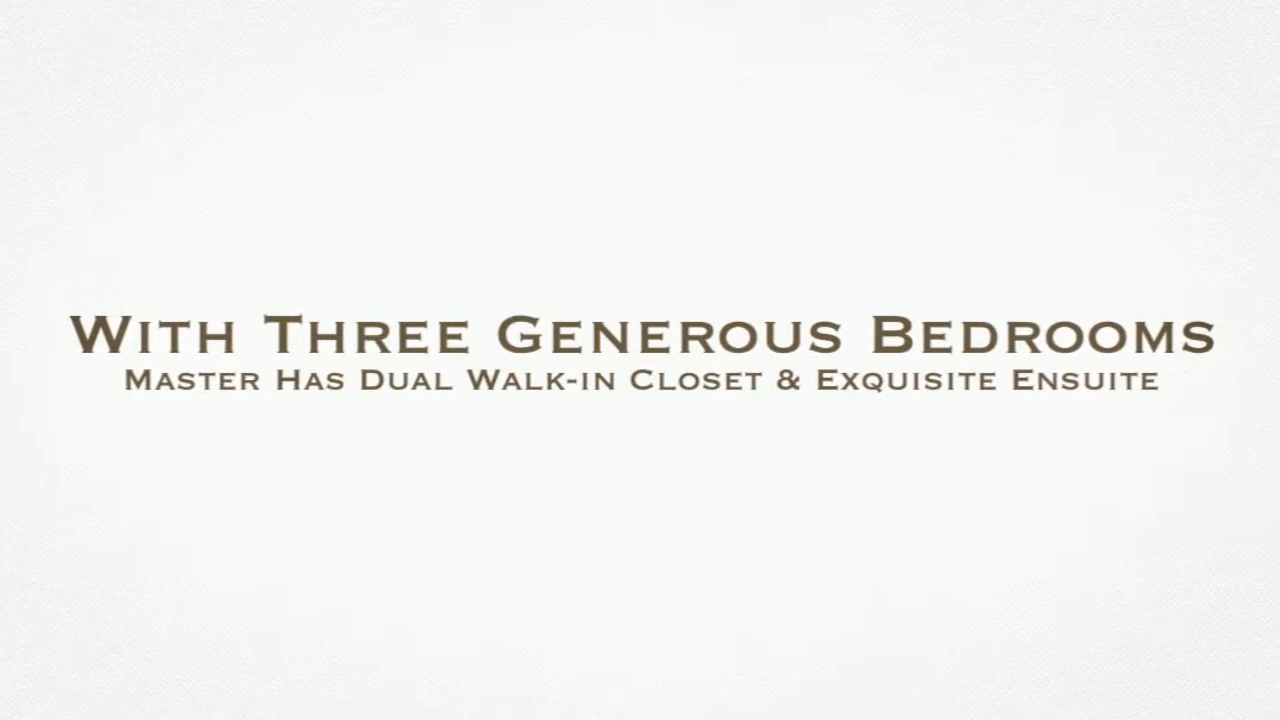 With Three Generous Bedrooms
Master Has Dual Walk-in Closet & Exquisite Ensuite